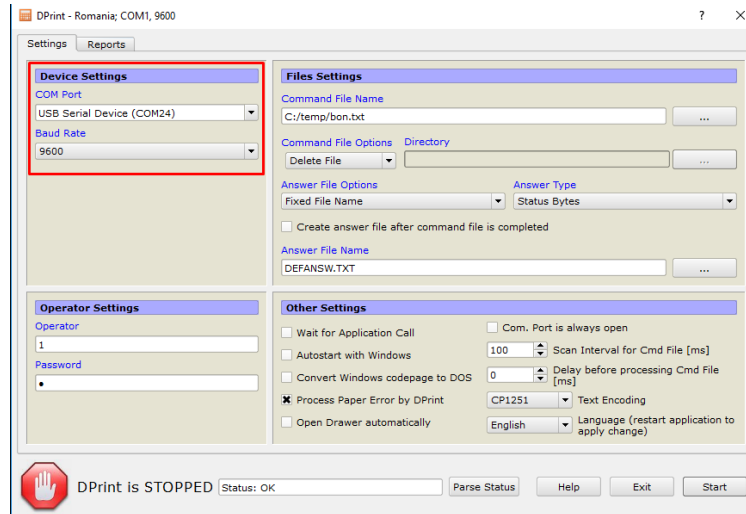 DPrint - Romania; COM1, 9600
Settings
Reports
Device Settings
COM Port
USB Serial Device (COM24)
Baud Rate
9600
Files Settings
Command File Name
C:/temp/bon.txt
...
Command File Options
Directory
Delete File
...
Answer File Options
Answer Type
Fixed File Name
Status Bytes
Create answer file after command file is completed
Answer File Name
DEFANSW.TXT
...
Operator Settings
Operator
1
Password
Other Settings
Wait for Application Call
Autostart with Windows
Convert Windows codepage to DOS
Process Paper Error by DPrint
Open Drawer automatically
Com. Port is always open
100
Scan Interval for Cmd File [ms]
0
Delay before processing Cmd File
[ms]
CP1251
Text Encoding
English
Language (restart application to
apply change)
DPrint is STOPPED
Status: OK
Parse Status
Help
Exit
Start